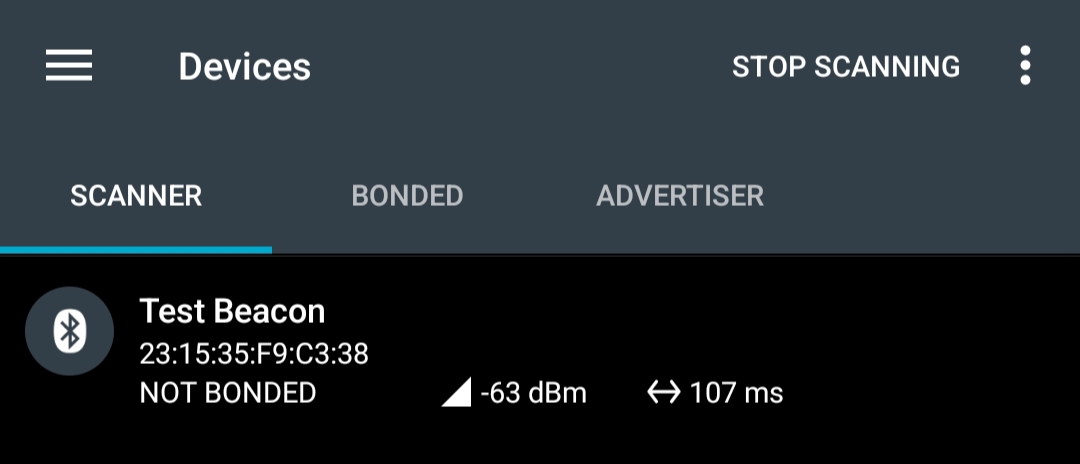 Devices STOP SCANNING
SCANNER BONDED ADVERTISER
Test Beacon
23:15:35:F9:C3:38
NOT BONDED -63 dBm 107 ms